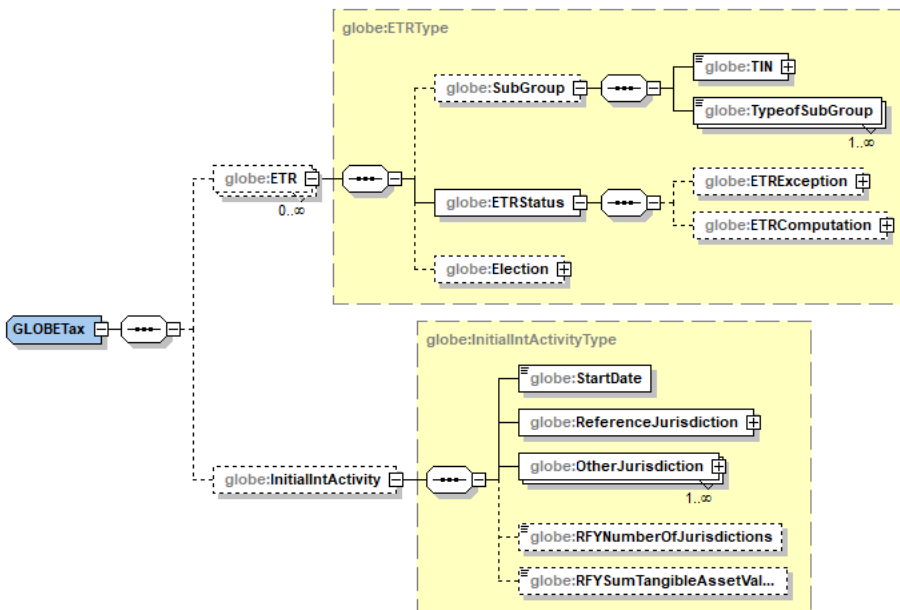 globe:ETRType
globe:SubGroup
globe:TIN
globe:TypeofSubGroup
1..∞
globe:ETR
0..∞
globe:ETRStatus
globe:ETRException
globe:ETRComputation
globe:Election
GLOBETax
globe:InitialIntActivityType
globe:StartDate
globe:ReferenceJurisdiction
globe:OtherJurisdiction
1..∞
globe:InitialIntActivity
globe:RFYNumberOfJurisdictions
globe:RFYSumTangibleAssetVal...